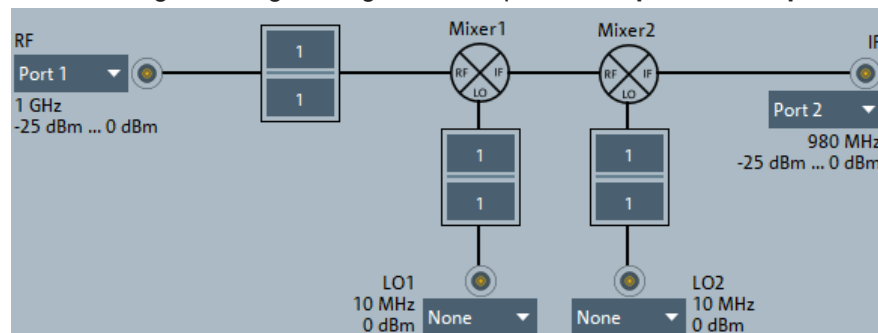 RF
Port 1
1 GHz
-25 dBm ... 0 dBm
1
1
Mixer1
RF IF
LO
1
1
LO1
10 MHz
0 dBm
None
Mixer2
RF IF
LO
1
1
None
LO2
10 MHz
0 dBm
Port 2
980 MHz
-25 dBm ... 0 dBm